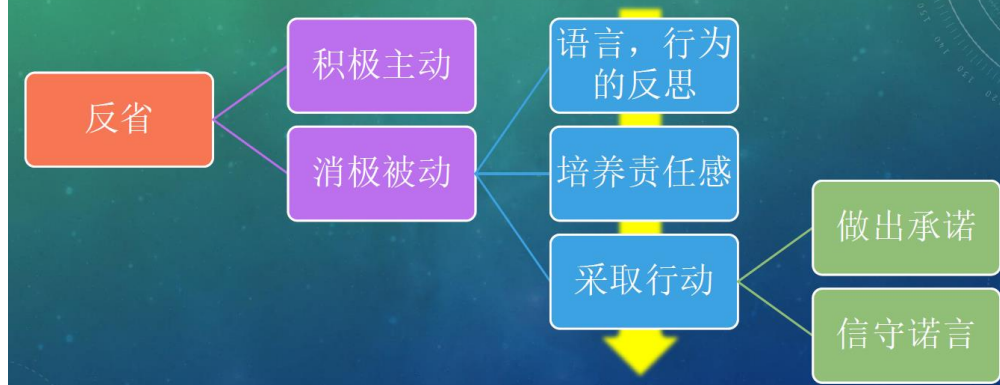 反省
积极主动
消极被动
语言，行为
的反思
培养责任感
采取行动
做出承诺
信守诺言